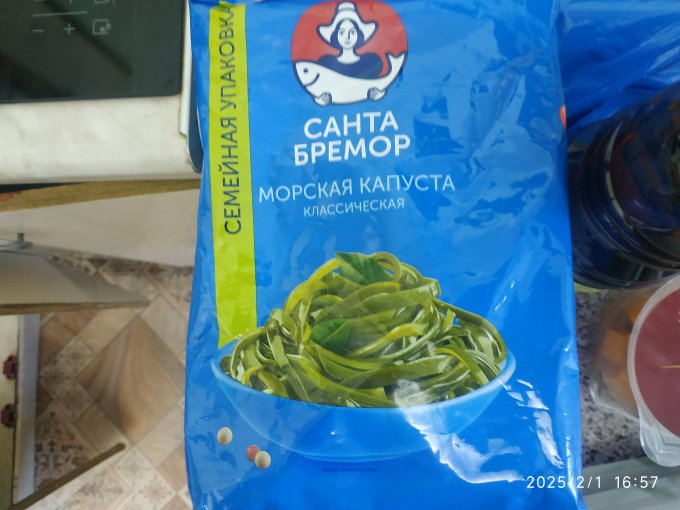 СЕМЕЙНАЯ УПАКОВКА
САНТА
БРЕМОР
МОРСКАЯ КАПУСТА
КЛАССИЧЕСКАЯ
2025/2/1 16:57